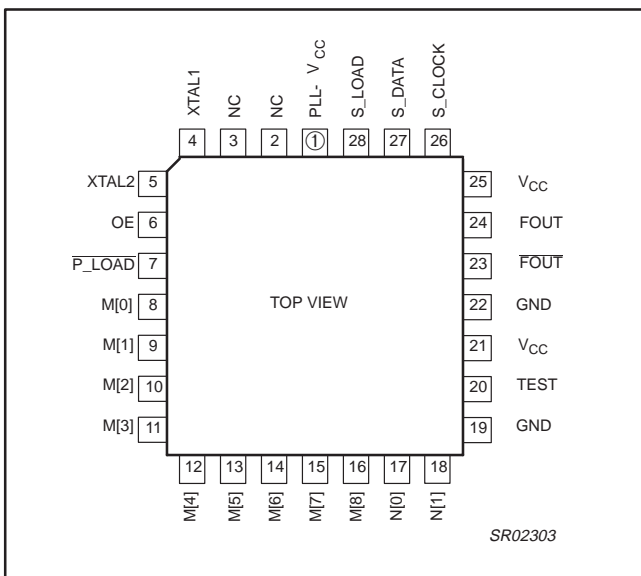 XTAL1
NC
NC
PLL- VCC
S_LOAD
S_DATA
S_CLOCK
4 3 2 1 28 27 26
XTAL2 5
OE 6
P_LOAD 7
M[0] 8
M[1] 9
M[2] 10
M[3] 11
TOP VIEW
25 VCC
24 FOUT
23 FOUT
22 GND
21 VCC
20 TEST
19 GND
12 13 14 15 16 17 18
M[4]
M[5]
M[6]
M[7]
M[8]
N[0]
N[1]
SR02303